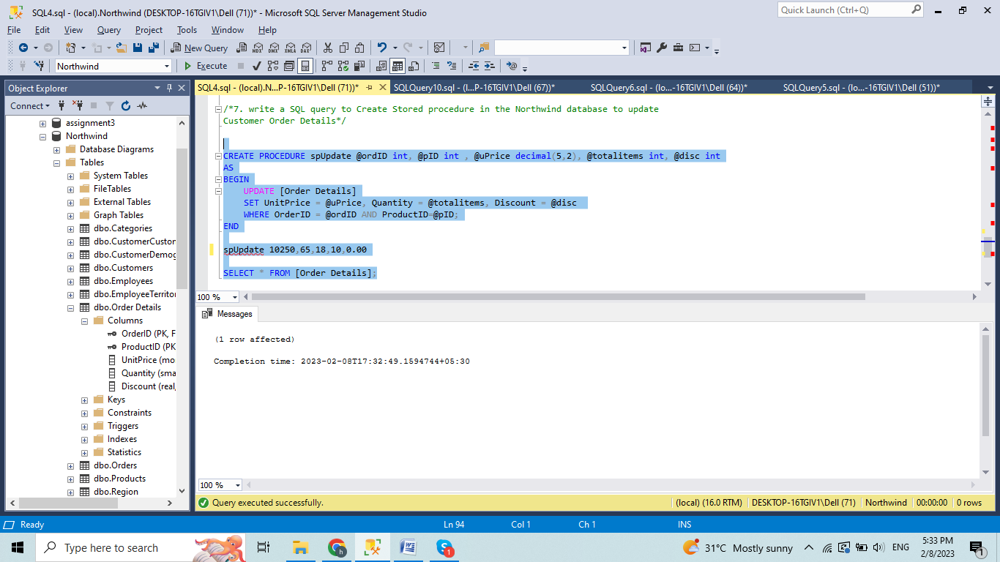 SQL4.sql - (local).Northwind (DESKTOP-16TGIV1\Dell (71))* - Microsoft SQL Server Management Studio
Quick Launch (Ctrl+Q)
File Edit View Query Project Tools Window Help
New Query
MDX DMX XMLA DAX
Northwind
Execute
Object Explorer
Connect
assignment3
Northwind
Database Diagrams
Tables
System Tables
FileTables
External Tables
Graph Tables
dbo.Categories
dbo.CustomerCustor
dbo.CustomerDemog
dbo.Customers
dbo.Employees
dbo.EmployeeTerritor
dbo.Order Details
Columns
OrderID (PK, F
ProductID (PK
UnitPrice (mo
Quantity (sma
Discount (real,
Keys
Constraints
Triggers
Indexes
Statistics
dbo.Orders
dbo.Products
dbo.Region
SQL4.sql - (local).N...P-16TGIV1\Dell (71))*
SQLQuery10.sql - (l...P-16TGIV1\Dell (67))*
SQLQuery6.sql - (lo...-16TGIV1\Dell (64))*
SQLQuery5.sql - (lo...-16TGIV1\Dell (51))*
/*7. write a SQL query to Create Stored procedure in the Northwind database to update
Customer Order Details*/
CREATE PROCEDURE spUpdate @ordID int, @pID int , @uPrice decimal(5,2), @totalitems int, @disc int
AS
BEGIN
UPDATE [Order Details]
SET UnitPrice = @uPrice, Quantity = @totalitems, Discount = @disc
WHERE OrderID = @ordID AND ProductID=@pID;
END
spUpdate 10250,65,18,10,0.00
SELECT * FROM [Order Details];
100 %
Messages
(1 row affected)
Completion time: 2023-02-08T17:32:49.1594744+05:30
100 %
Query executed successfully.
(local) (16.0 RTM) DESKTOP-16TGIV1\Dell (71) Northwind 00:00:00 0 rows
Ready
Ln 94 Col 1 Ch 1 INS
Type here to search
h
W
S 1
31°C Mostly sunny
ENG
5:33 PM
2/8/2023
1